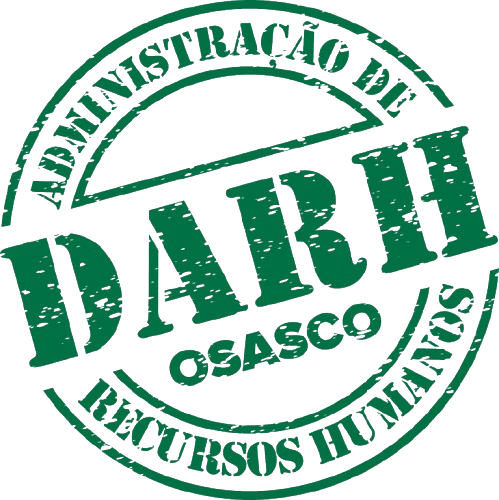 ADMINISTRAÇÃO DE
DARH
OSASCO
RECURSOS HUMANOS